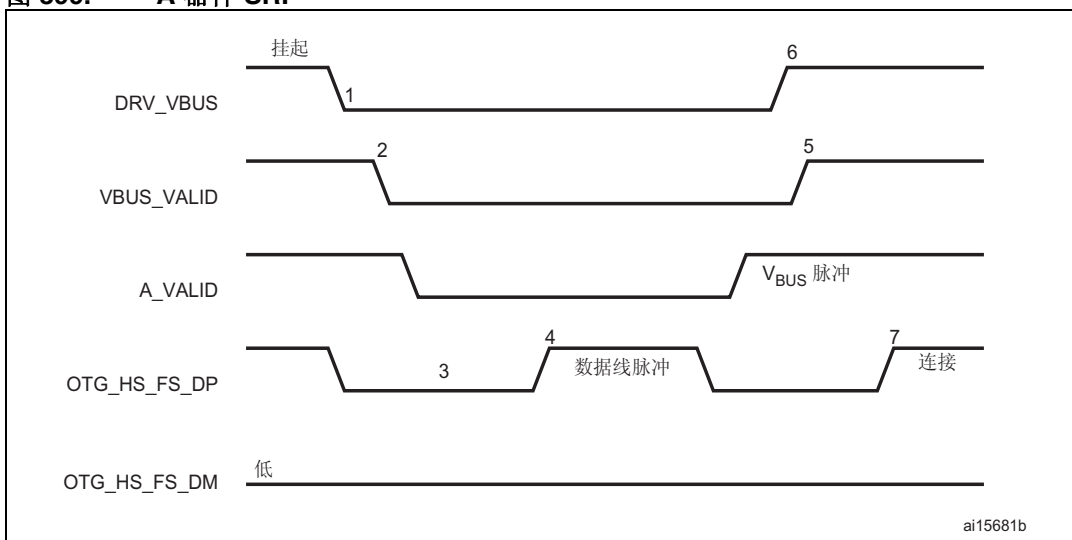 挂起
6
DRV_VBUS
1
2
5
VBUS_VALID
A_VALID
VBUS 脉冲
4
7
OTG_HS_FS_DP
3
数据线脉冲
连接
OTG_HS_FS_DM
低
ai15681b